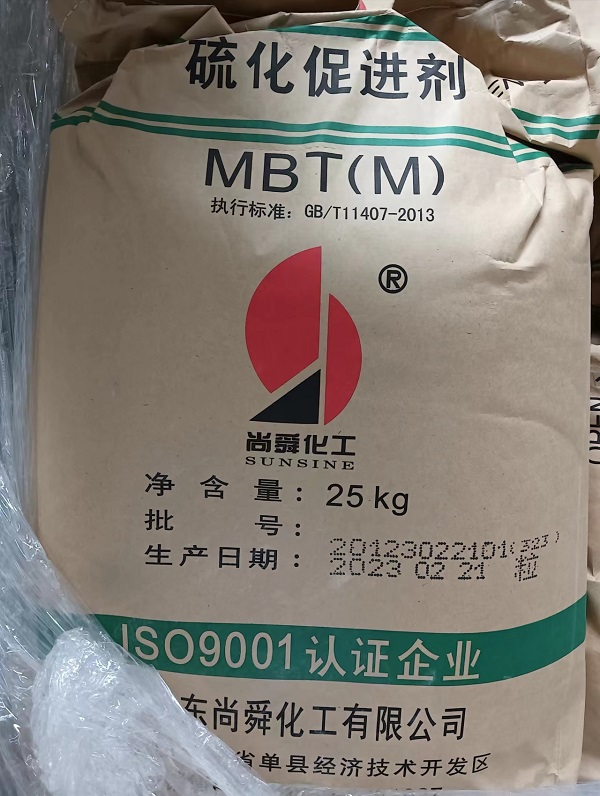 硫化促进剂
MBT(M)
执行标准：GB/T11407-2013
®
尚舜化工
SUNSINE
净含量：25kg
批号：20123022101(323)
生产日期：2023 02 21 粒
ISO9001认证企业
东尚舜化工有限公司
省单县经济技术开发区